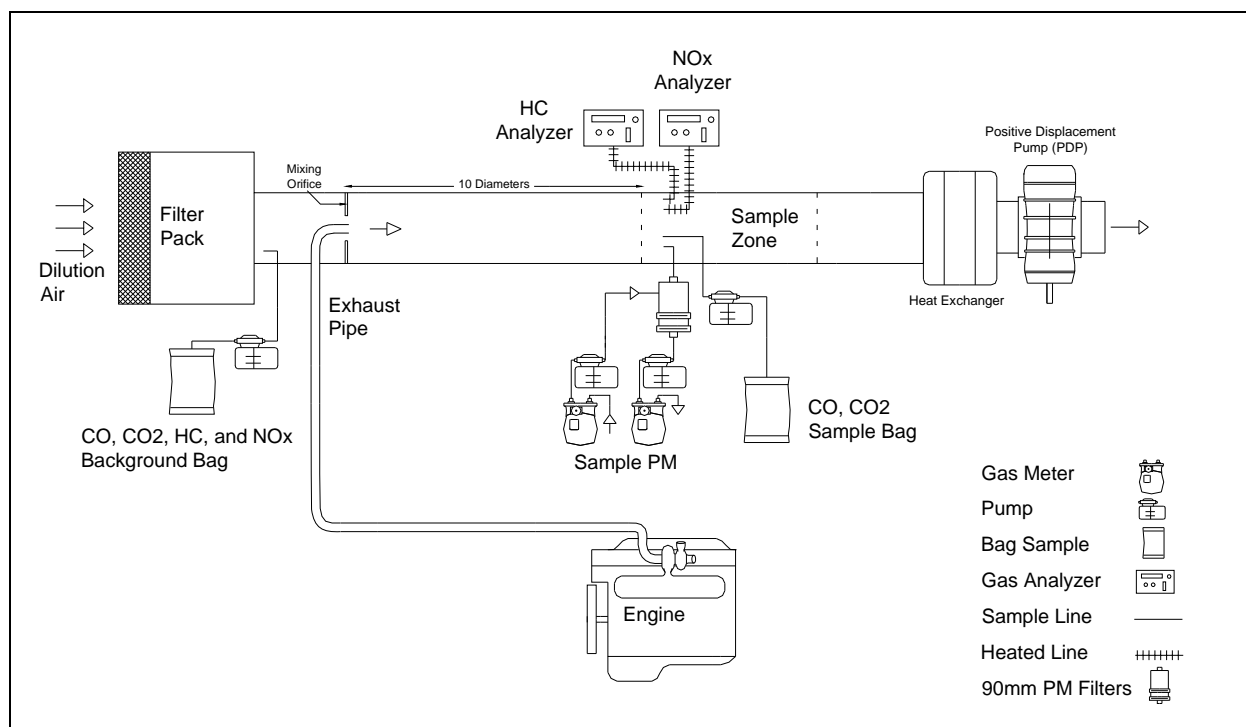 NOx
Analyzer
HC
Analyzer
Positive Displacement
Pump (PDP)
Mixing
Orifice
10 Diameters
Filter
Pack
Sample
Zone
Dilution
Air
Heat Exchanger
Exhaust
Pipe
CO, CO2, HC, and NOx
Background Bag
CO, CO2
Sample Bag
Sample PM
Engine
Gas Meter
Pump
Bag Sample
Gas Analyzer
Sample Line
Heated Line
90mm PM Filters